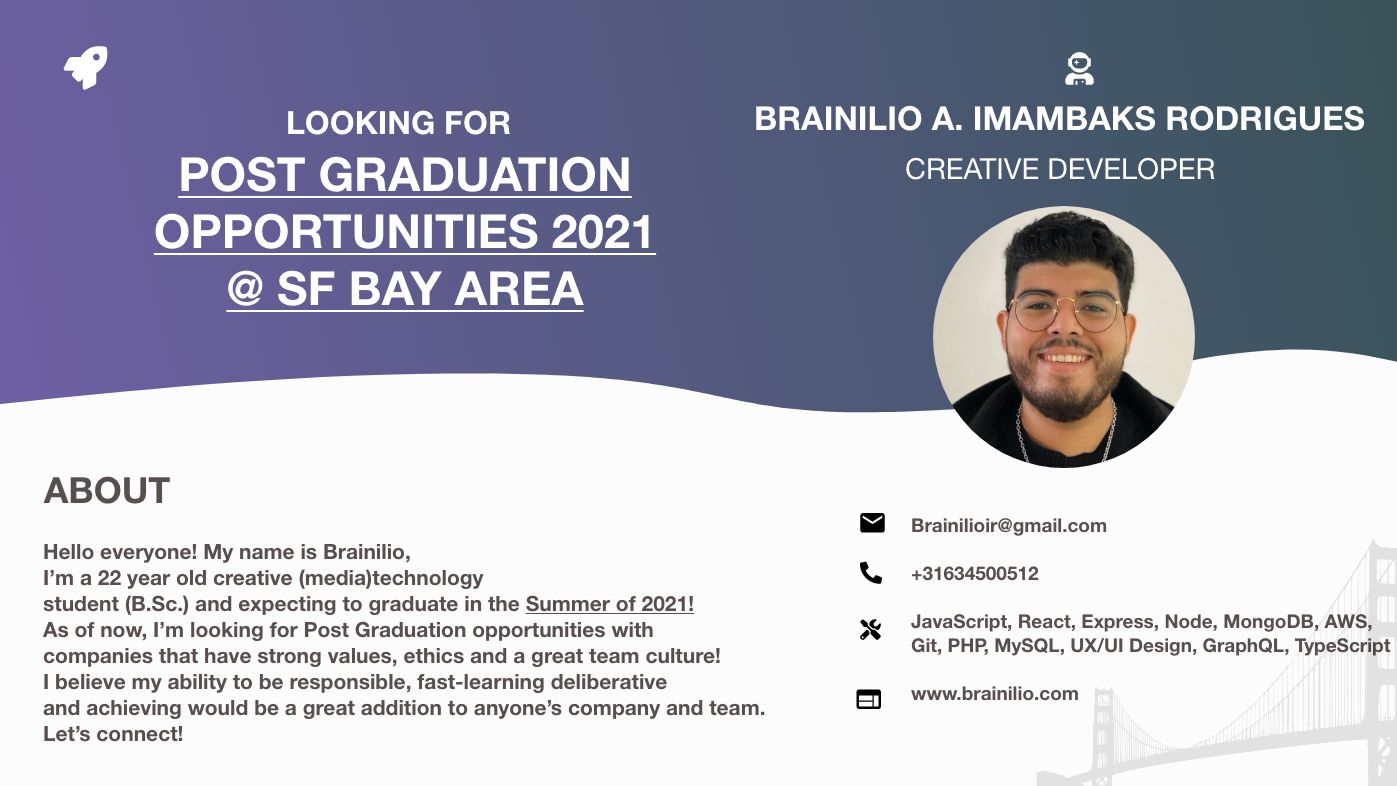 LOOKING FOR
POST GRADUATION
OPPORTUNITIES 2021
@ SF BAY AREA
BRAINILIO A. IMAMBAKS RODRIGUES
CREATIVE DEVELOPER
ABOUT
Hello everyone! My name is Brainilio,
I’m a 22 year old creative (media)technology
student (B.Sc.) and expecting to graduate in the Summer of 2021!
As of now, I’m looking for Post Graduation opportunities with
companies that have strong values, ethics and a great team culture!
I believe my ability to be responsible, fast-learning deliberative
and achieving would be a great addition to anyone’s company and team.
Let’s connect!
Brainilioir@gmail.com
+31634500512
JavaScript, React, Express, Node, MongoDB, AWS,
Git, PHP, MySQL, UX/UI Design, GraphQL, TypeScript
www.brainilio.com